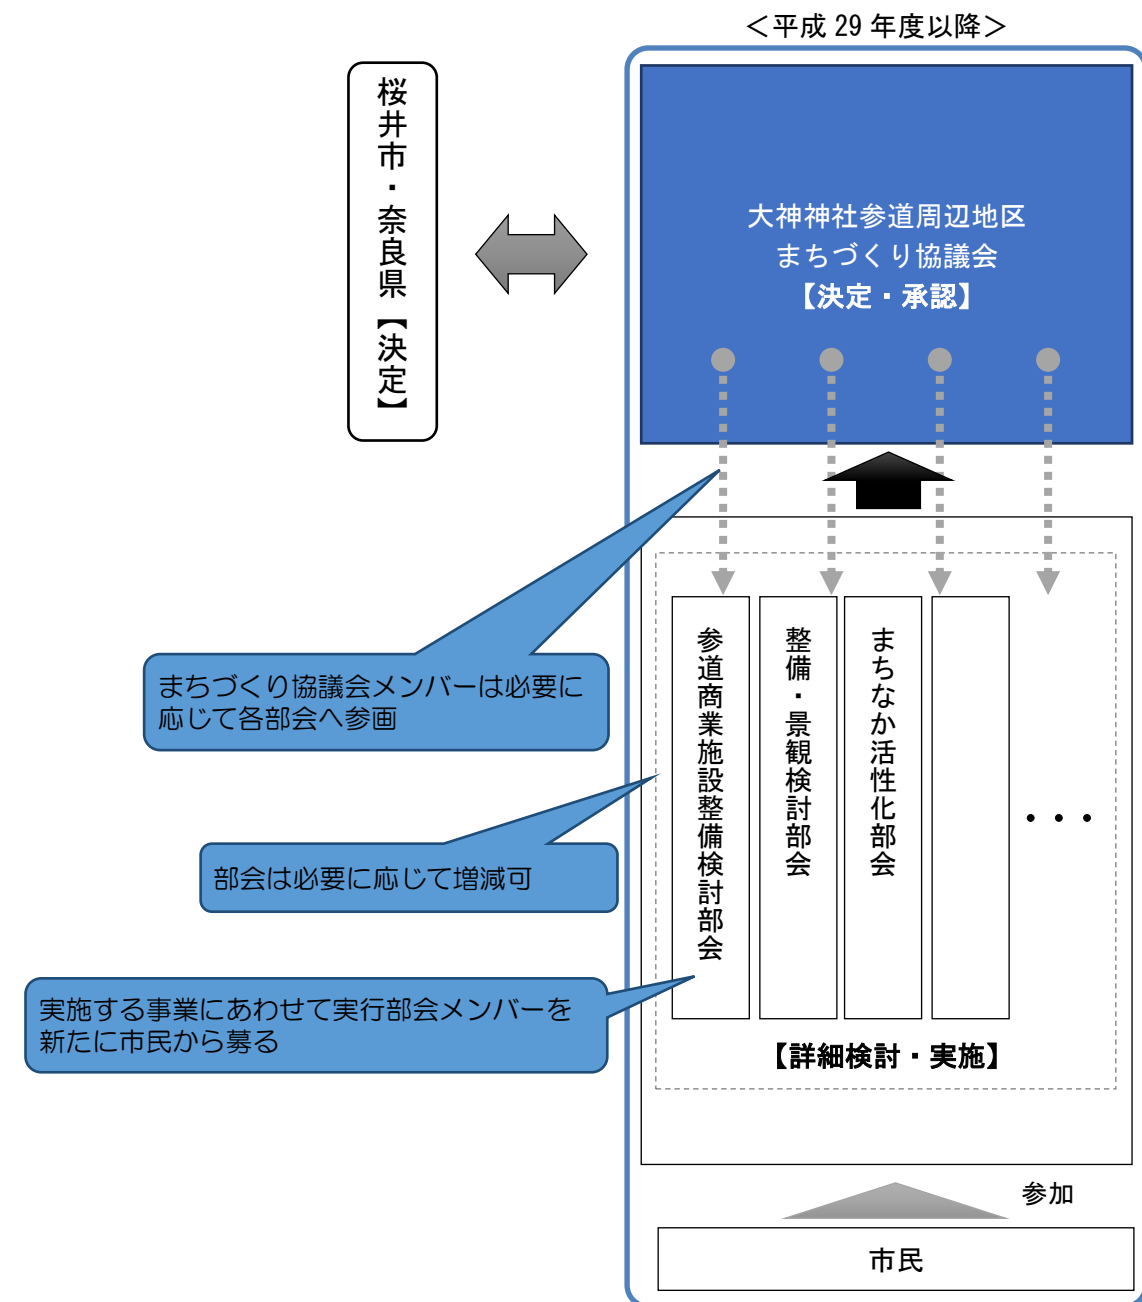 ＜平成 29 年度以降＞
桜井市・奈良県【決定】
大神神社参道周辺地区
まちづくり協議会
【決定・承認】
まちづくり協議会メンバーは必要に
応じて各部会へ参画
部会は必要に応じて増減可
実施する事業にあわせて実行部会メンバーを
新たに市民から募る
参道商業施設整備検討部会
整備・景観検討部会
まちなか活性化部会
・・・
【詳細検討・実施】
参加
市民